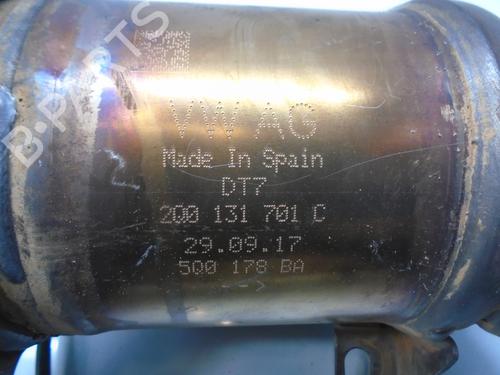 B-PARTS
VW AG
Made In Spain
DT7
2Q0 131 701 C
29.09.17
5Q0 178 BA
-->